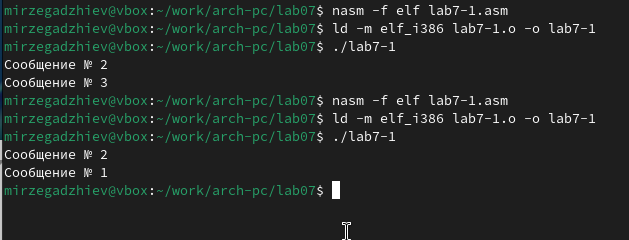 mirzegadzhiev@vbox:~/work/arch-pc/lab07$ nasm -f elf lab7-1.asm
mirzegadzhiev@vbox:~/work/arch-pc/lab07$ ld -m elf_i386 lab7-1.o -o lab7-1
mirzegadzhiev@vbox:~/work/arch-pc/lab07$ ./lab7-1
Сообщение № 2
Сообщение № 3
mirzegadzhiev@vbox:~/work/arch-pc/lab07$ nasm -f elf lab7-1.asm
mirzegadzhiev@vbox:~/work/arch-pc/lab07$ ld -m elf_i386 lab7-1.o -o lab7-1
mirzegadzhiev@vbox:~/work/arch-pc/lab07$ ./lab7-1
Сообщение № 2
Сообщение № 1
mirzegadzhiev@vbox:~/work/arch-pc/lab07$